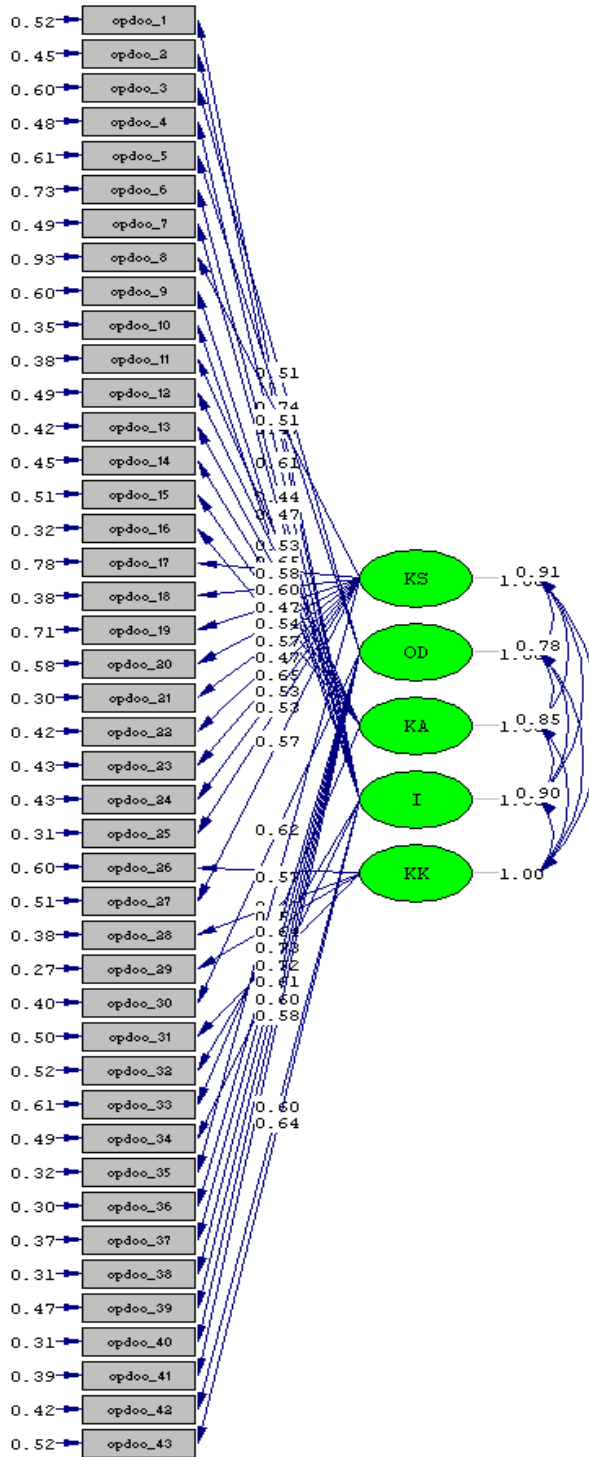 0.52 opdoo_1
0.45 opdoo_2
0.60 opdoo_3
0.48 opdoo_4
0.61 opdoo_5
0.73 opdoo_6
0.49 opdoo_7
0.93 opdoo_8
0.60 opdoo_9
0.35 opdoo_10
0.38 opdoo_11
0.49 opdoo_12
0.42 opdoo_13
0.45 opdoo_14
0.51 opdoo_15
0.32 opdoo_16
0.78 opdoo_17
0.38 opdoo_18
0.71 opdoo_19
0.58 opdoo_20
0.30 opdoo_21
0.42 opdoo_22
0.43 opdoo_23
0.43 opdoo_24
0.31 opdoo_25
0.60 opdoo_26
0.51 opdoo_27
0.38 opdoo_28
0.27 opdoo_29
0.40 opdoo_30
0.50 opdoo_31
0.52 opdoo_32
0.61 opdoo_33
0.49 opdoo_34
0.32 opdoo_35
0.30 opdoo_36
0.37 opdoo_37
0.31 opdoo_38
0.47 opdoo_39
0.31 opdoo_40
0.39 opdoo_41
0.42 opdoo_42
0.52 opdoo_43
0.51
0.51
0.61
0.44
0.47
0.53
0.58
0.60
0.47
0.54
0.57
0.47
0.65
0.53
0.53
0.57
0.62
0.57
0.64
0.73
0.72
0.61
0.60
0.58
0.60
0.64
KS
0.91
OD
0.78
KA
0.85
I
0.90
KK
1.00